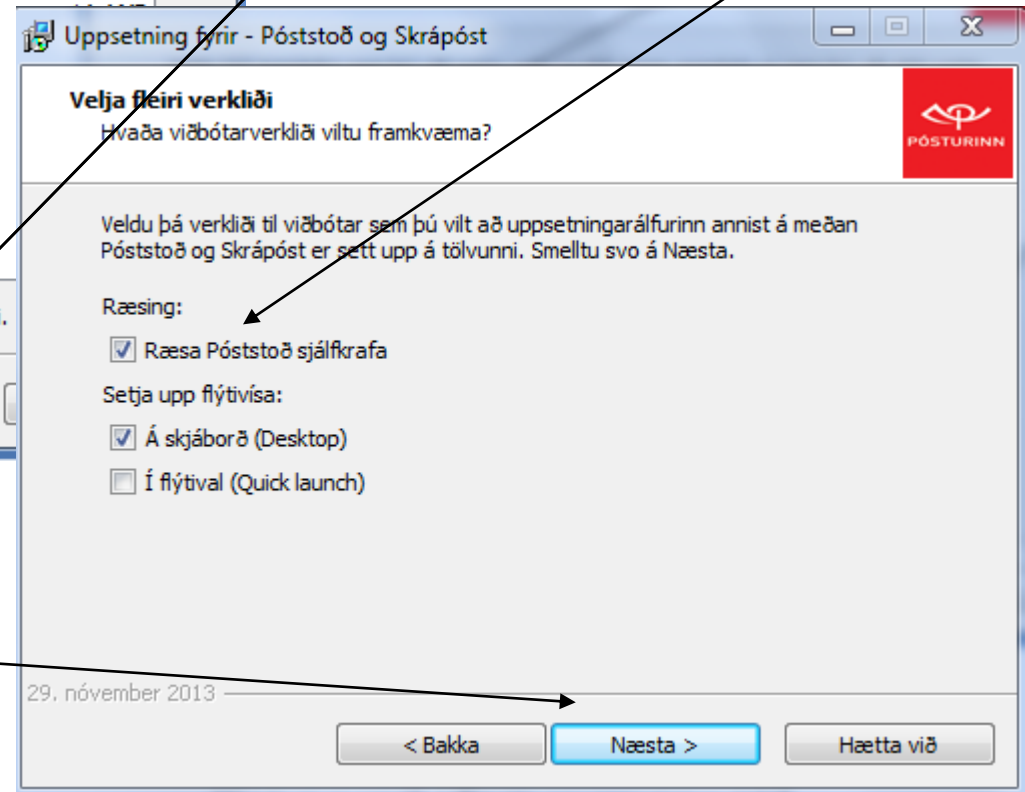 Uppsetning fyrir - Póststoð og Skrápóst
Velja fleiri verkliði
Hvaða viðbótarverkliði viltu framkvæma?
PÓSTURINN
Veldu þá verkliði til viðbótar sem þú vilt að uppsetningarálfurinn annist á meðan
Póststoð og Skrápóst er sett upp á tölvunni. Smelltu svo á Næsta.
Ræsing:
Ræsa Póststoð sjálfkrafa
Setja upp flýtivísa:
Á skjáborð (Desktop)
Í flýtival (Quick launch)
29. nóvember 2013
< Bakka
Næsta >
Hætta við